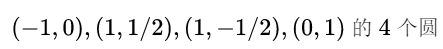 (−1, 0), (1, 1/2), (1, −1/2), (0, 1) 的 4 个圆